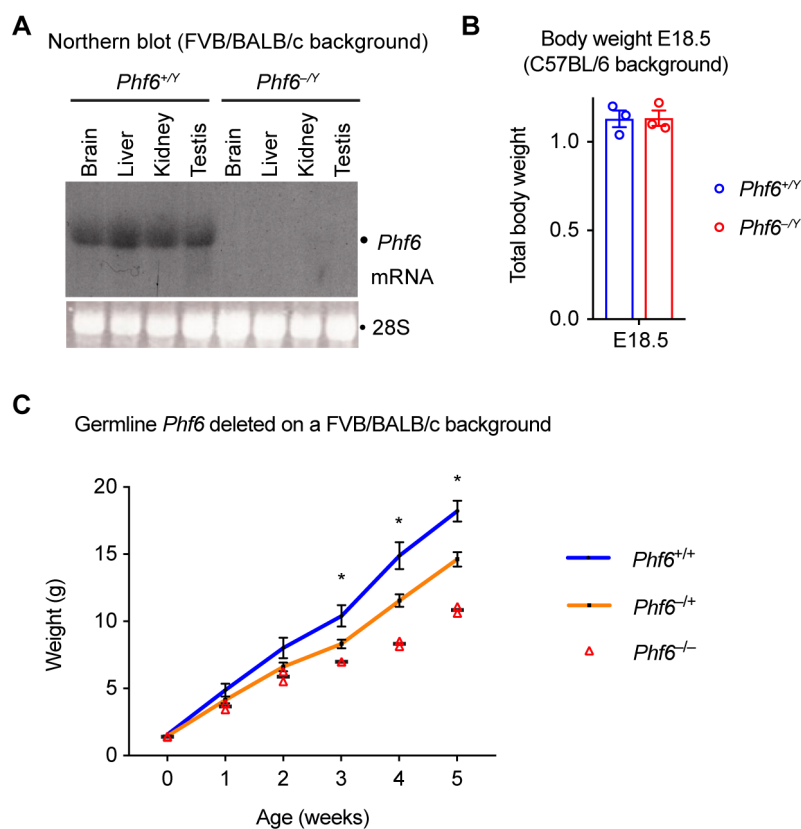 A
Northern blot (FVB/BALB/c background)
Phf6+/Y Phf6–/Y
Brain Liver Kidney Testis Brain Liver Kidney Testis
• Phf6
mRNA
• 28S
B
Body weight E18.5
(C57BL/6 background)
Total body weight
1.0
0.5
0.0
E18.5
Phf6+/Y
Phf6–/Y
C
Germline Phf6 deleted on a FVB/BALB/c background
Weight (g)
20
15
10
5
0
* * *
0 1 2 3 4 5
Age (weeks)
Phf6+/+
Phf6–/+
Phf6–/–